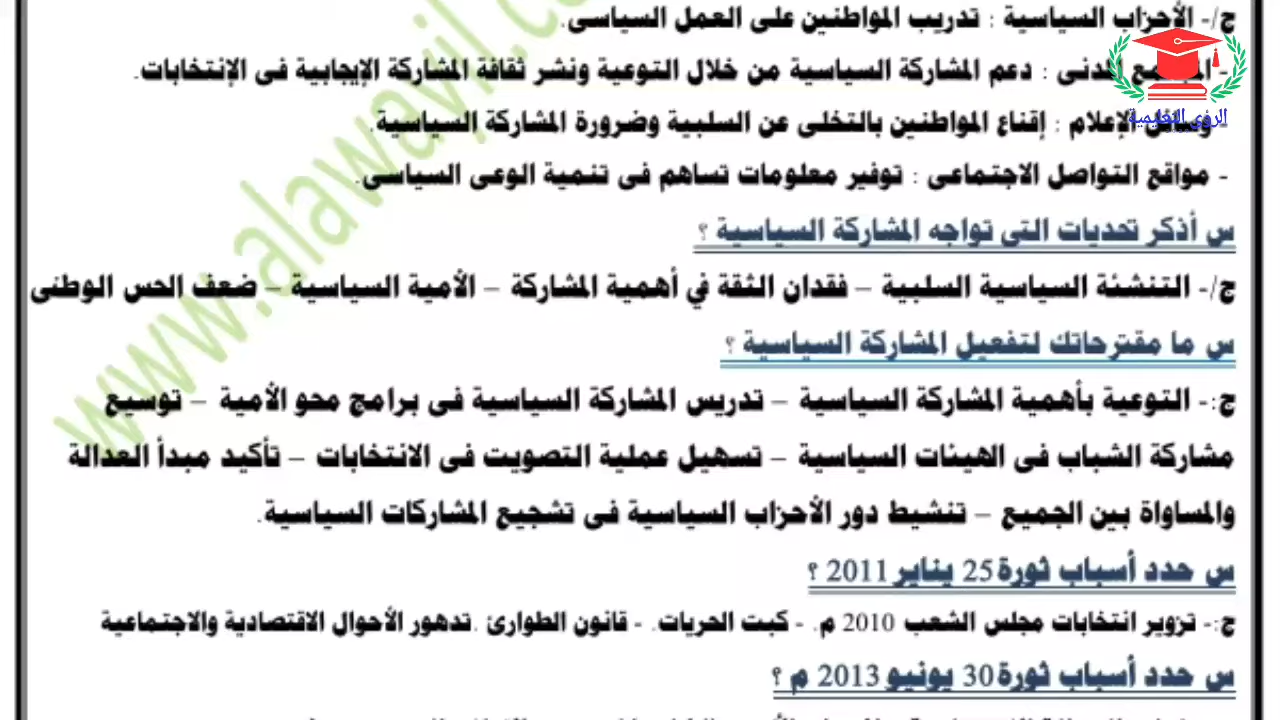 ج/- الأحزاب السياسية : تدريب المواطنين على العمل السياسى.
- المجتمع المدنى : دعم المشاركة السياسية من خلال التوعية ونشر ثقافة المشاركة الإيجابية فى الإنتخابات.
- وسائل الإعلام : إقناع المواطنين بالتخلى عن السلبية وضرورة المشاركة السياسية.
- مواقع التواصل الاجتماعى : توفير معلومات تساهم فى تنمية الوعى السياسى.
س أذكر تحديات التى تواجه المشاركة السياسية ؟
ج/- التنشئة السياسية السلبية – فقدان الثقة في أهمية المشاركة – الأمية السياسية – ضعف الحس الوطنى
س ما مقترحاتك لتفعيل المشاركة السياسية ؟
ج:- التوعية بأهمية المشاركة السياسية – تدريس المشاركة السياسية فى برامج محو الأمية – توسيع
مشاركة الشباب فى الهيئات السياسية – تسهيل عملية التصويت فى الانتخابات – تأكيد مبدأ العدالة
والمساواة بين الجميع – تنشيط دور الأحزاب السياسية فى تشجيع المشاركات السياسية.
س حدد أسباب ثورة 25 يناير 2011 ؟
ج:- تزوير انتخابات مجلس الشعب 2010 م. - كبت الحريات. - قانون الطوارئ .تدهور الأحوال الاقتصادية والاجتماعية
س حدد أسباب ثورة 30 يونيو 2013 م ؟
الرؤى التعليمية
www.alawayil.c